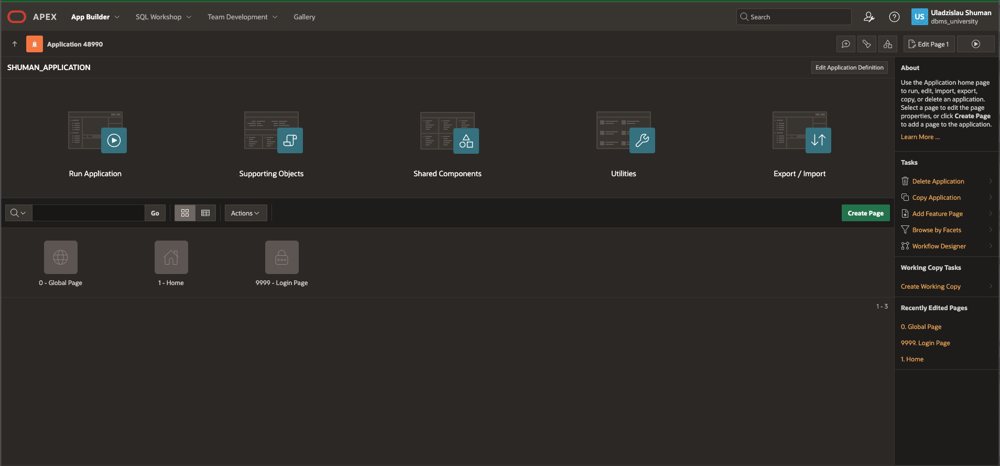 APEX
App Builder
SQL Workshop
Team Development
Gallery
Search
US
Uladzislau Shuman
dbms_university
Application 48990
Edit Page 1
SHUMAN_APPLICATION
Edit Application Definition
Run Application
Supporting Objects
Shared Components
Utilities
Export / Import
Go
Actions
Create Page
0 - Global Page
1 - Home
9999 - Login Page
1 - 3
About
Use the Application home page
to run, edit, import, export,
copy, or delete an application.
Select a page to edit the page
properties, or click Create Page
to add a page to the application.
Learn More ...
Tasks
Delete Application
Copy Application
Add Feature Page
Browse by Facets
Workflow Designer
Working Copy Tasks
Create Working Copy
Recently Edited Pages
0. Global Page
9999. Login Page
1. Home